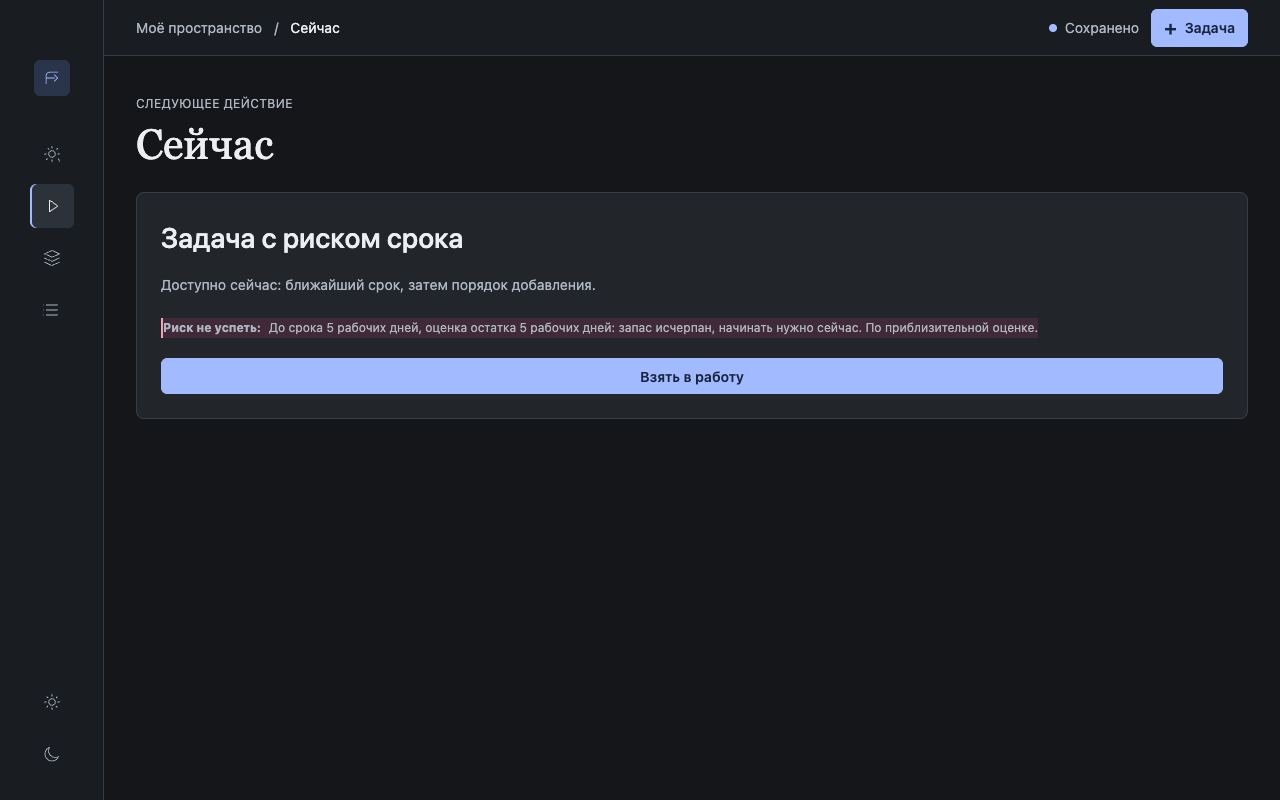 Моё пространство / Сейчас
Сохранено
+ Задача
СЛЕДУЮЩЕЕ ДЕЙСТВИЕ
Сейчас
Задача с риском срока
Доступно сейчас: ближайший срок, затем порядок добавления.
Риск не успеть: До срока 5 рабочих дней, оценка остатка 5 рабочих дней: запас исчерпан, начинать нужно сейчас. По приблизительной оценке.
Взять в работу